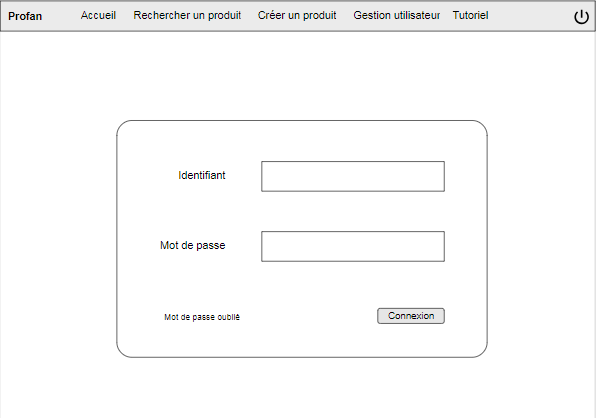 Profan Accueil Rechercher un produit Créer un produit Gestion utilisateur Tutoriel
Identifiant
Mot de passe
Mot de passe oublié Connexion